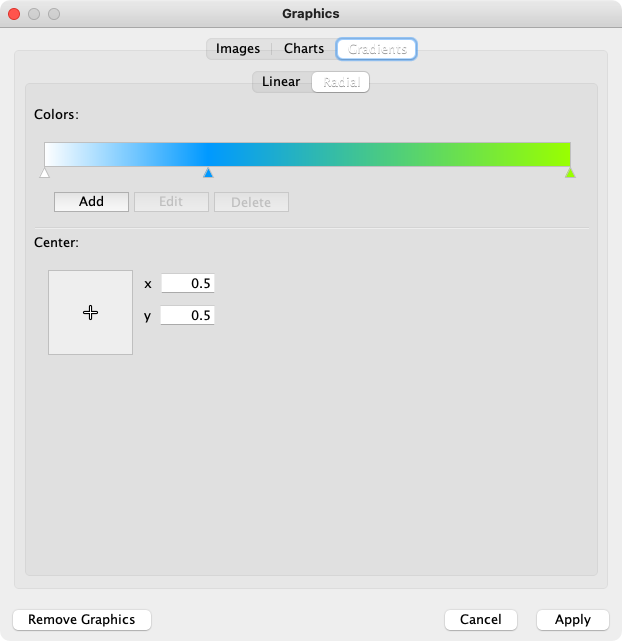 Graphics
Images Charts Gradients
Linear Radial
Colors:
Add Edit Delete
Center:
x 0.5
y 0.5
Remove Graphics Cancel Apply